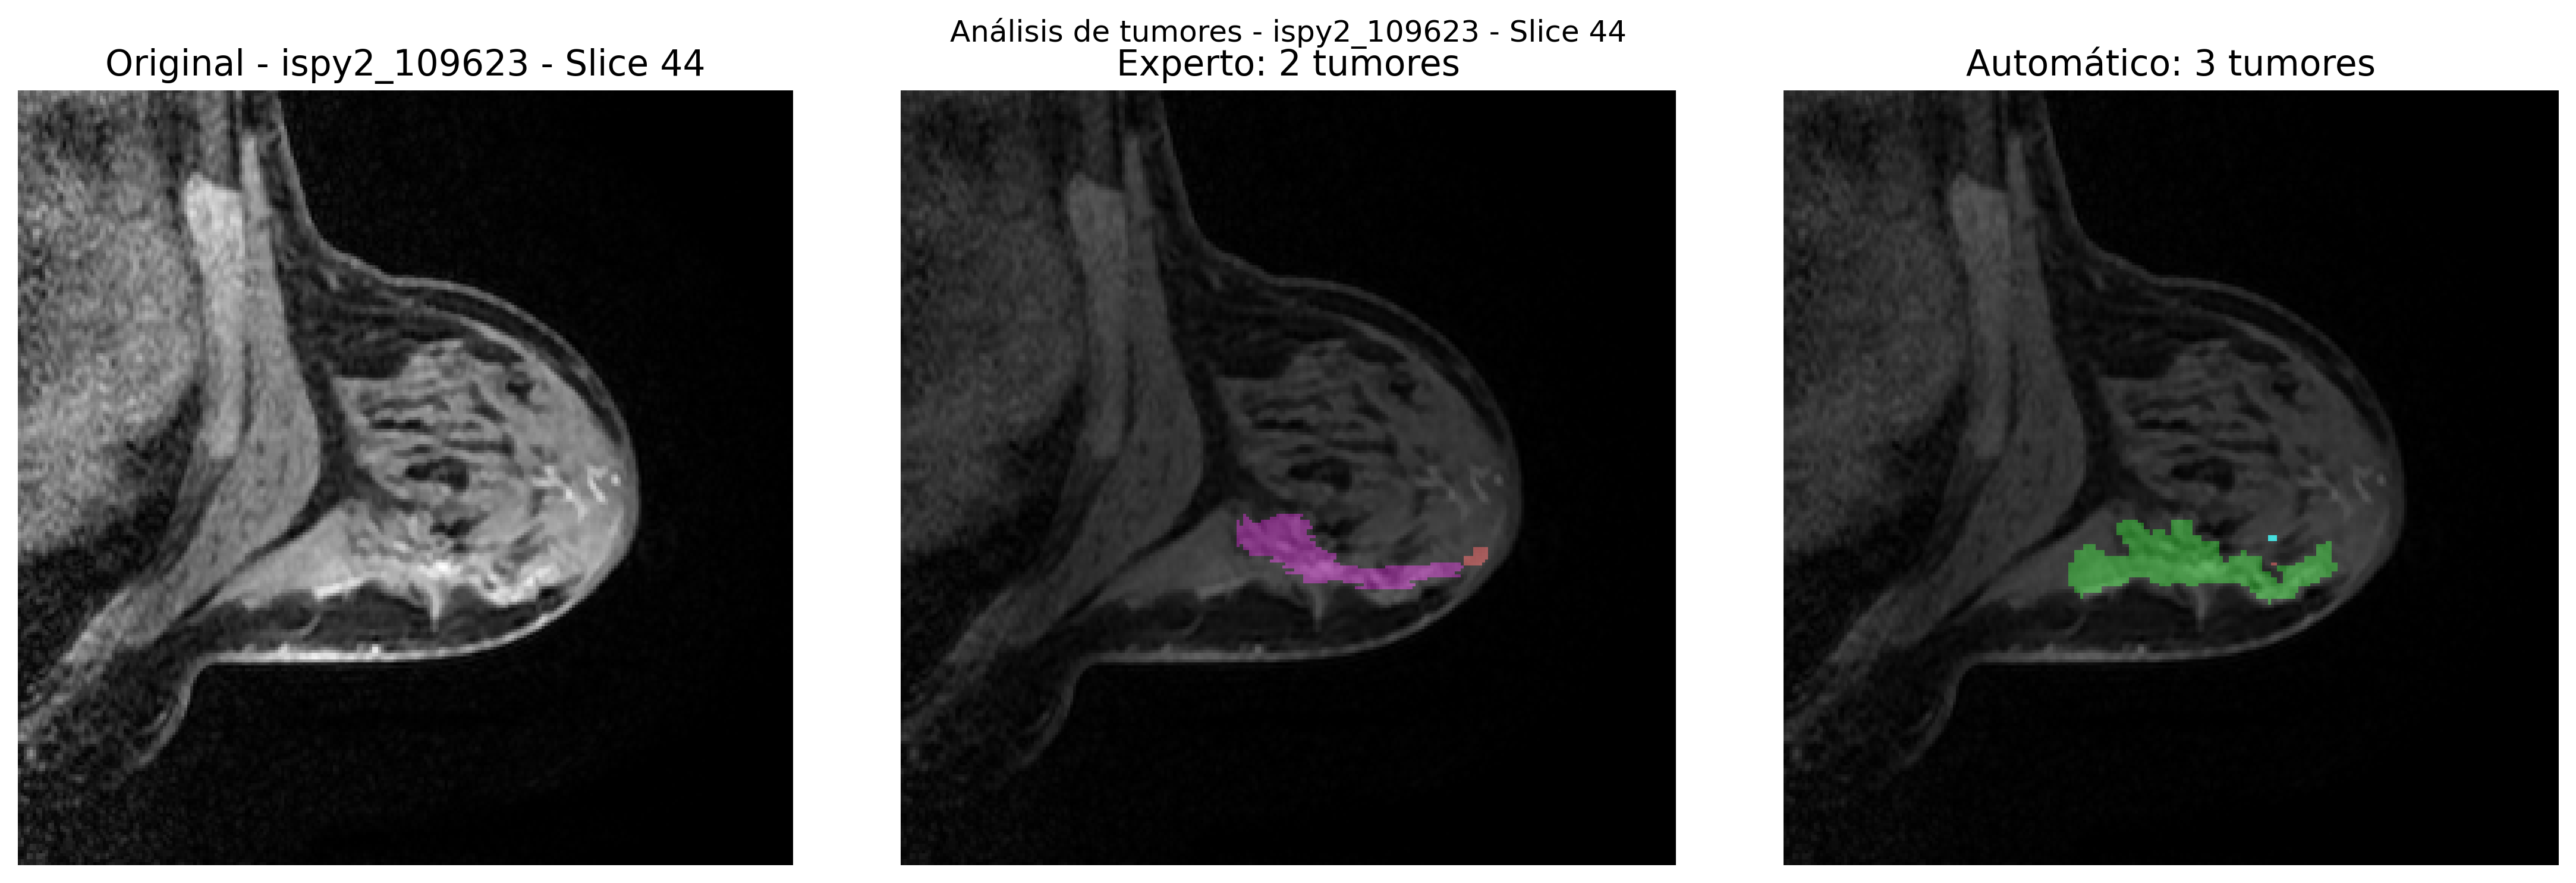 Análisis de tumores - ispy2_109623 - Slice 44
Original - ispy2_109623 - Slice 44
Experto: 2 tumores
Automático: 3 tumores